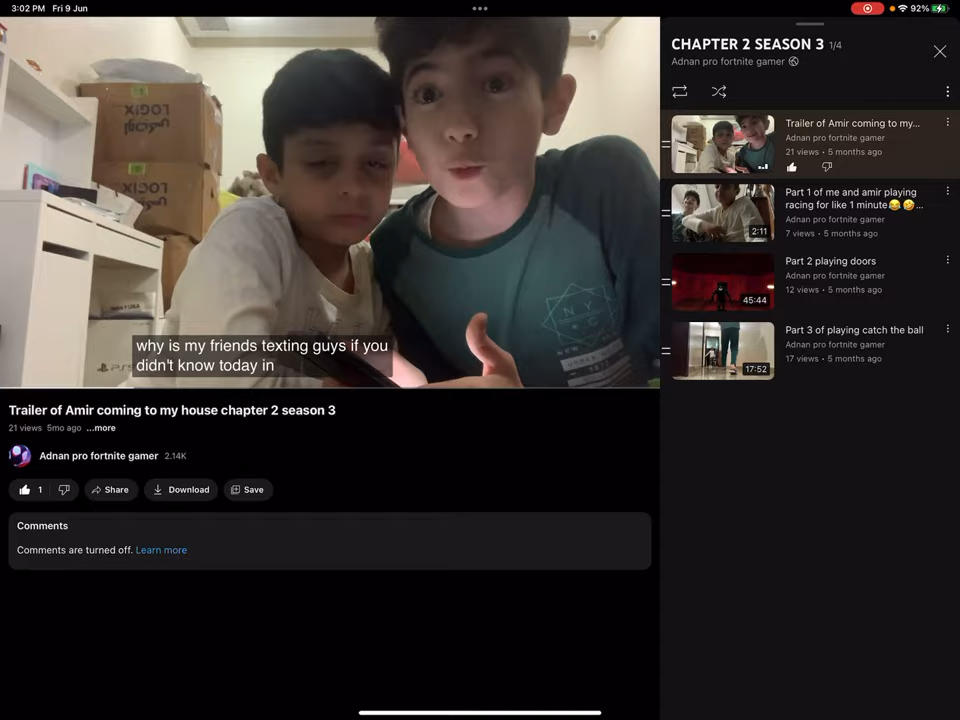 3:02 PM Fri 9 Jun
92%
LOGIX
LOGIX
why is my friends texting guys if you
didn't know today in
NEW
Trailer of Amir coming to my house chapter 2 season 3
21 views 5mo ago ...more
Adnan pro fortnite gamer 2.14K
1 Share Download Save
Comments
Comments are turned off. Learn more
CHAPTER 2 SEASON 3 1/4
Adnan pro fortnite gamer
Trailer of Amir coming to my...
Adnan pro fortnite gamer
21 views • 5 months ago
Part 1 of me and amir playing
racing for like 1 minute😂🤣...
Adnan pro fortnite gamer
7 views • 5 months ago
2:11
Part 2 playing doors
Adnan pro fortnite gamer
12 views • 5 months ago
45:44
Part 3 of playing catch the ball
Adnan pro fortnite gamer
17 views • 5 months ago
17:52